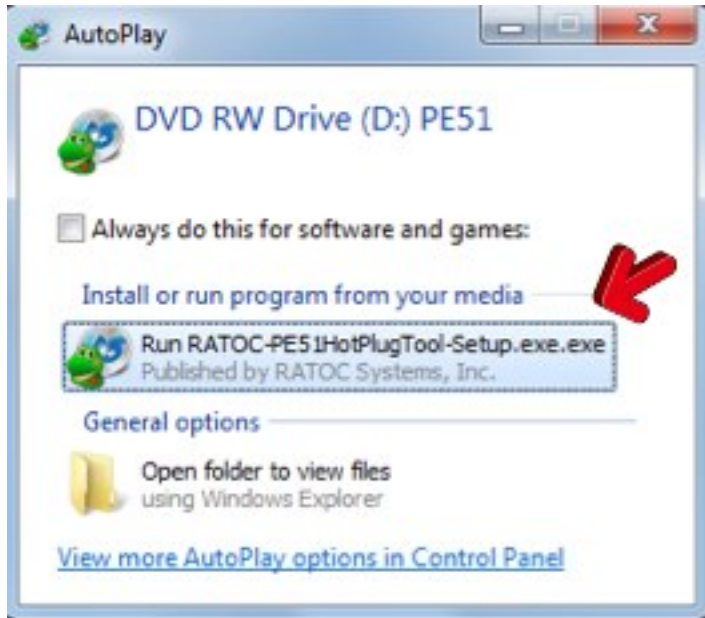 AutoPlay
DVD RW Drive (D:) PE51
Always do this for software and games:
Install or run program from your media
Run RATOC-PE51HotPlugTool-Setup.exe.exe
Published by RATOC Systems, Inc.
General options
Open folder to view files
using Windows Explorer
View more AutoPlay options in Control Panel